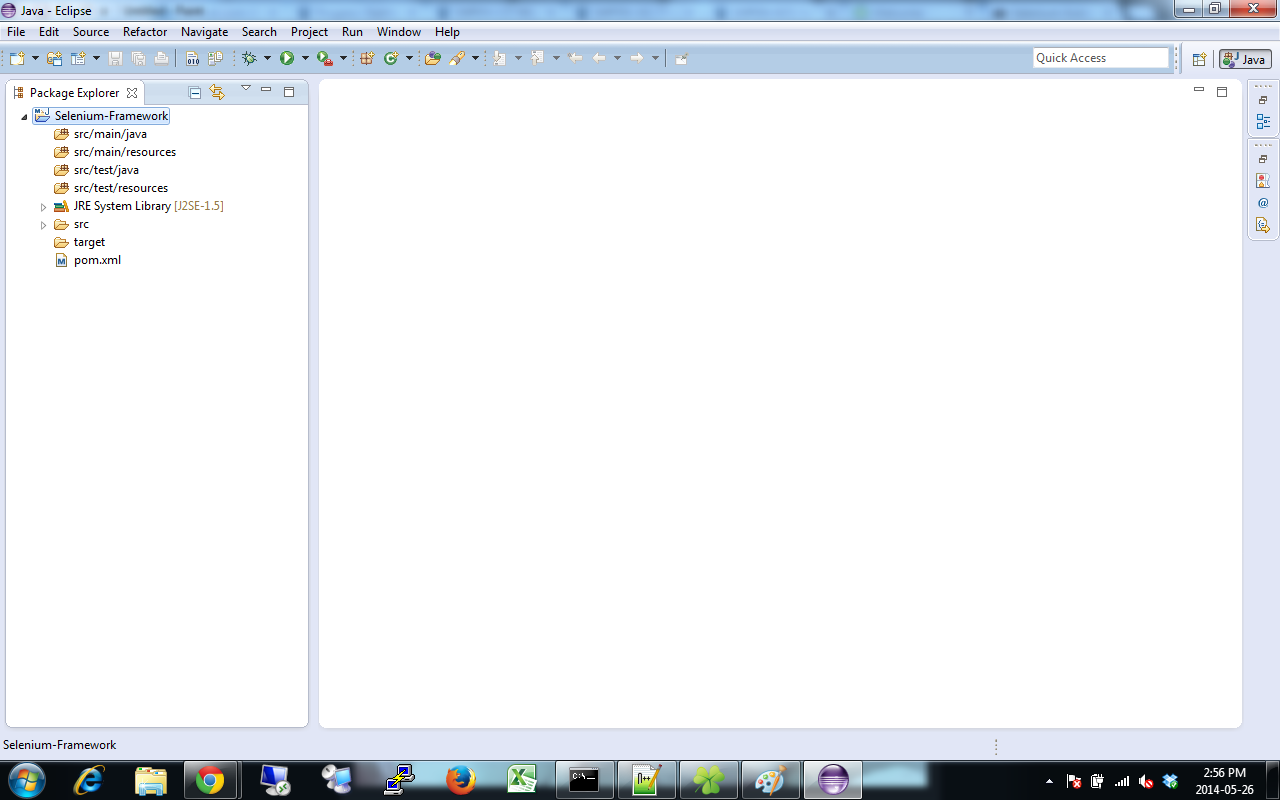 Java - Eclipse
File Edit Source Refactor Navigate Search Project Run Window Help
Quick Access
Java
Package Explorer
Selenium-Framework
src/main/java
src/main/resources
src/test/java
src/test/resources
JRE System Library [J2SE-1.5]
src
target
pom.xml
Selenium-Framework
2:56 PM
2014-05-26